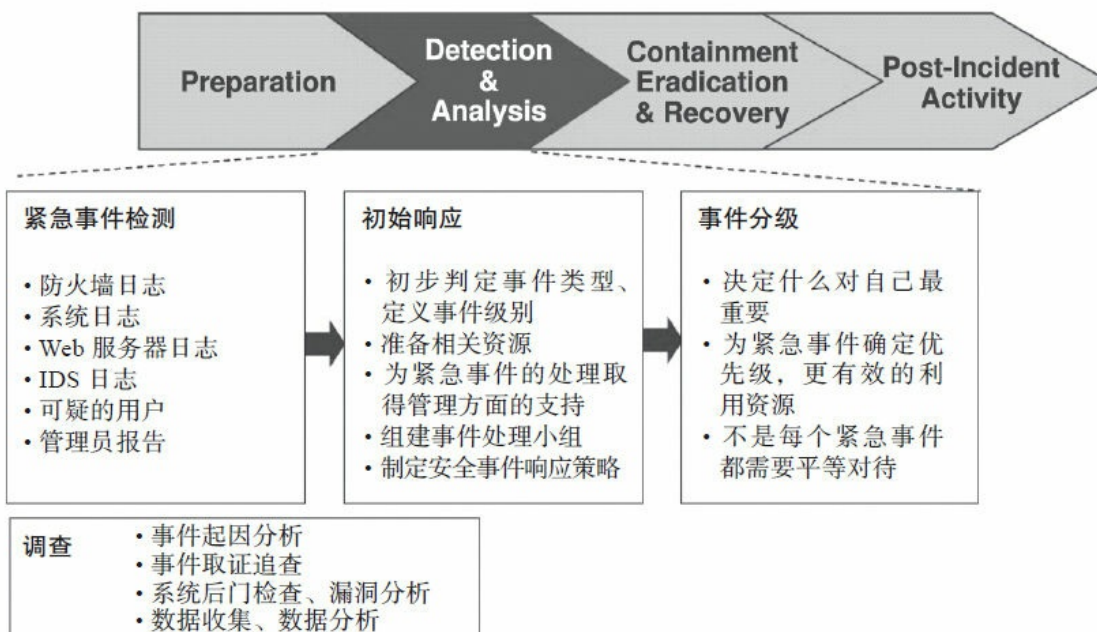 Preparation
Detection
&
Analysis
Containment
Eradication
& Recovery
Post-Incident
Activity
紧急事件检测
• 防火墙日志
• 系统日志
• Web 服务器日志
• IDS 日志
• 可疑的用户
• 管理员报告
初始响应
• 初步判定事件类型、
定义事件级别
• 准备相关资源
• 为紧急事件的处理取
得管理方面的支持
• 组建事件处理小组
• 制定安全事件响应策略
事件分级
• 决定什么对自己最
重要
• 为紧急事件确定优
先级，更有效的利
用资源
• 不是每个紧急事件
都需要平等对待
调查
• 事件起因分析
• 事件取证追查
• 系统后门检查、漏洞分析
• 数据收集、数据分析